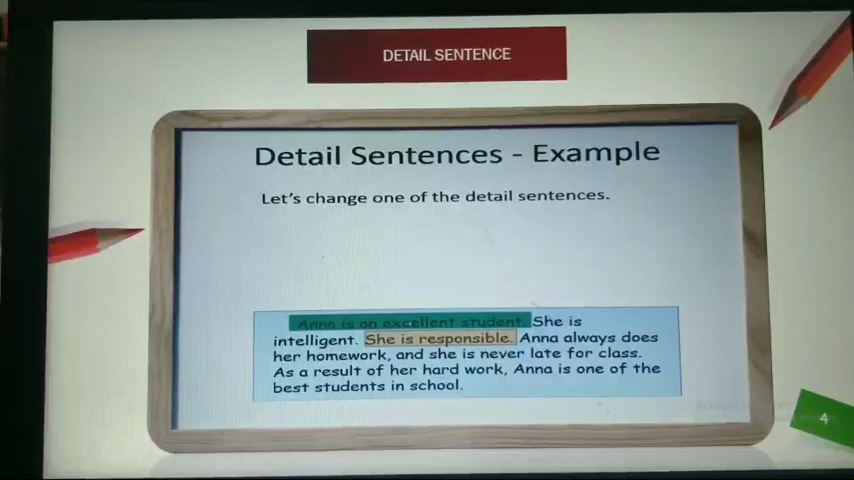 DETAIL SENTENCE
Detail Sentences - Example
Let's change one of the detail sentences.
Anna is an excellent student. She is
intelligent. She is responsible. Anna always does
her homework, and she is never late for class.
As a result of her hard work, Anna is one of the
best students in school.
4